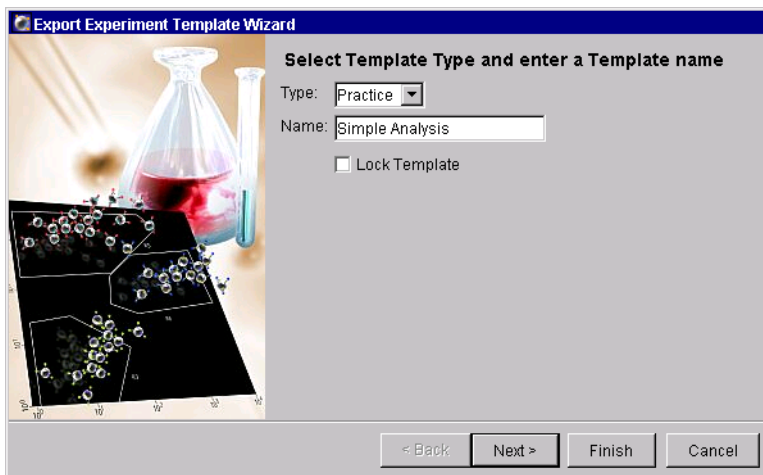 Export Experiment Template Wizard
Select Template Type and enter a Template name
Type: Practice
Name: Simple Analysis
Lock Template
< Back Next > Finish Cancel